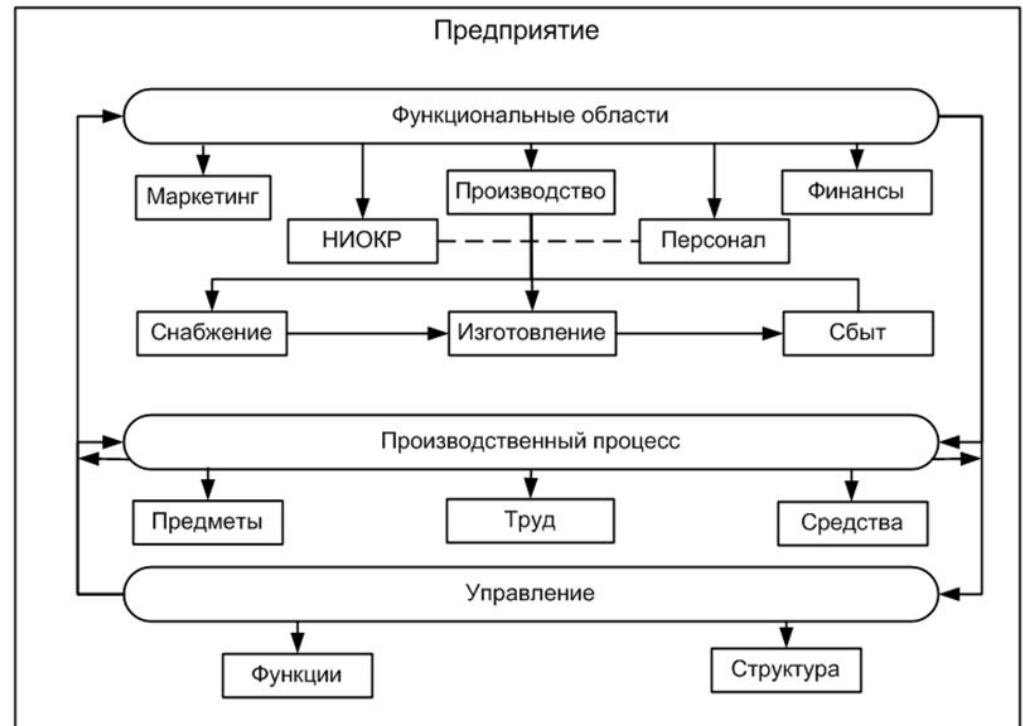 Предприятие
Функциональные области
Маркетинг
Производство
Финансы
НИОКР
Персонал
Снабжение
Изготовление
Сбыт
Производственный процесс
Предметы
Труд
Средства
Управление
Функции
Структура